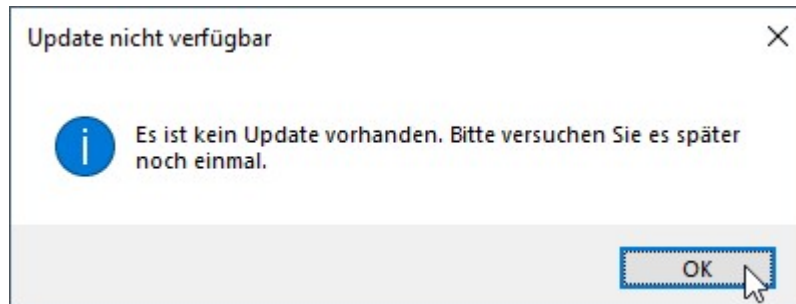 Update nicht verfügbar
Es ist kein Update vorhanden. Bitte versuchen Sie es später
noch einmal.
OK